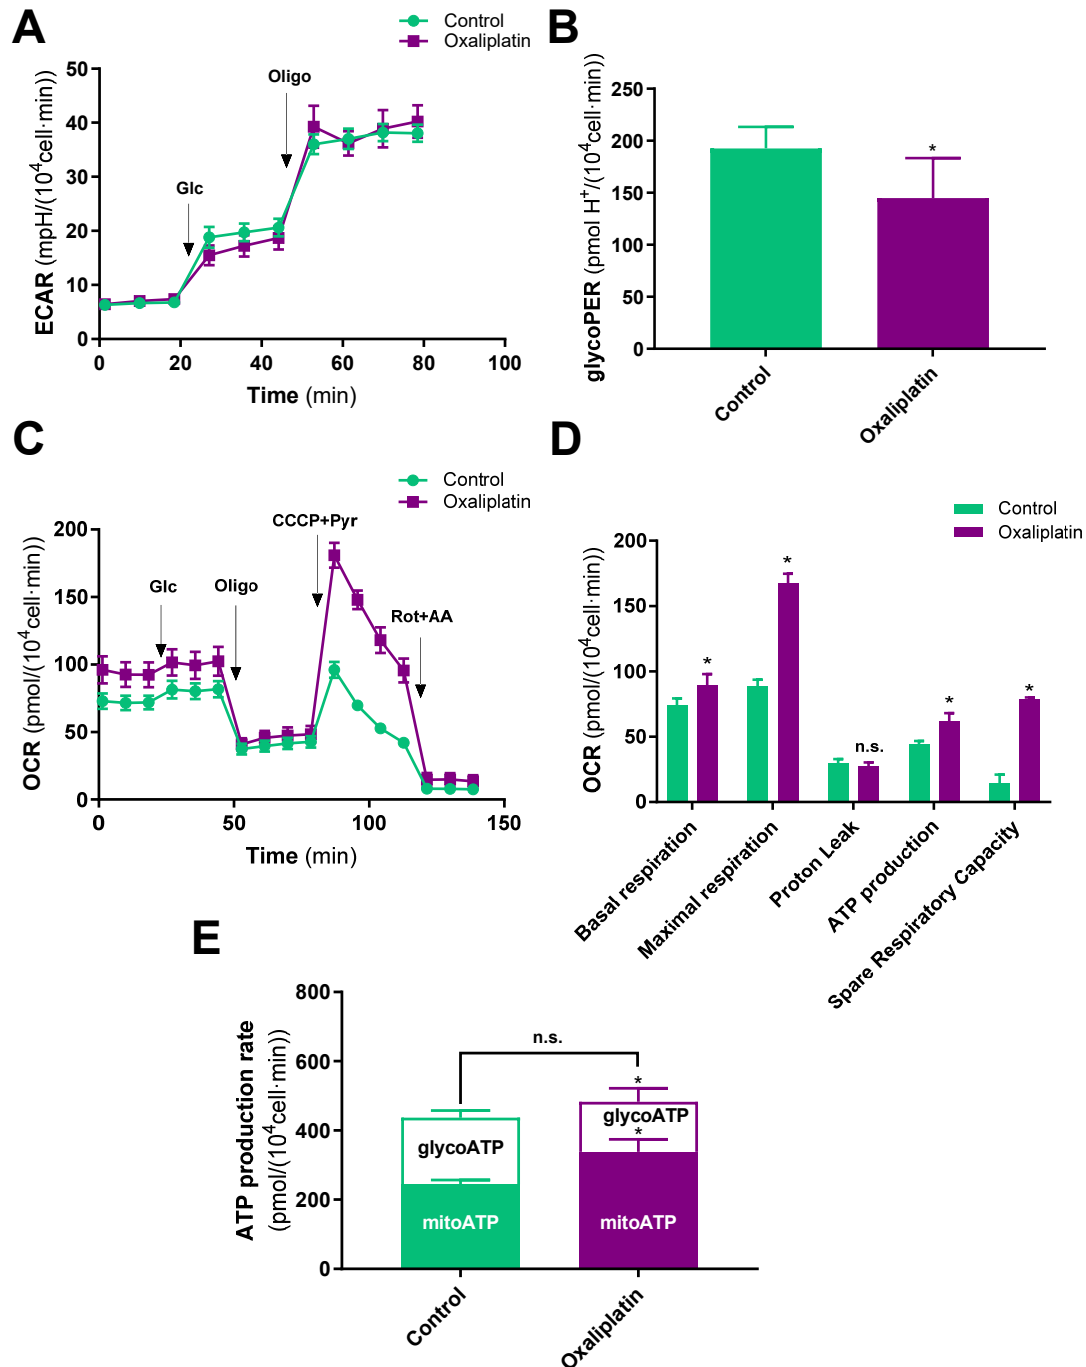 A
Control
Oxaliplatin
ECAR (mpH/(10⁴cell·min))
50
40
30
20
10
0
Glc
Oligo
0 20 40 60 80 100
Time (min)
B
glycoPER (pmol H⁺/(10⁴cell·min))
250
200
150
100
50
0
*
Control
Oxaliplatin
C
Control
Oxaliplatin
OCR (pmol/(10⁴cell·min))
200
150
100
50
0
Glc
Oligo
CCCP+Pyr
Rot+AA
0 50 100 150
Time (min)
D
Control
Oxaliplatin
OCR (pmol/(10⁴cell·min))
200
150
100
50
0
*
*
n.s.
*
*
Basal respiration
Maximal respiration
Proton Leak
ATP production
Spare Respiratory Capacity
E
ATP production rate
(pmol/(10⁴cell·min))
800
600
400
200
0
n.s.
*
glycoATP
glycoATP
*
mitoATP
mitoATP
Control
Oxaliplatin